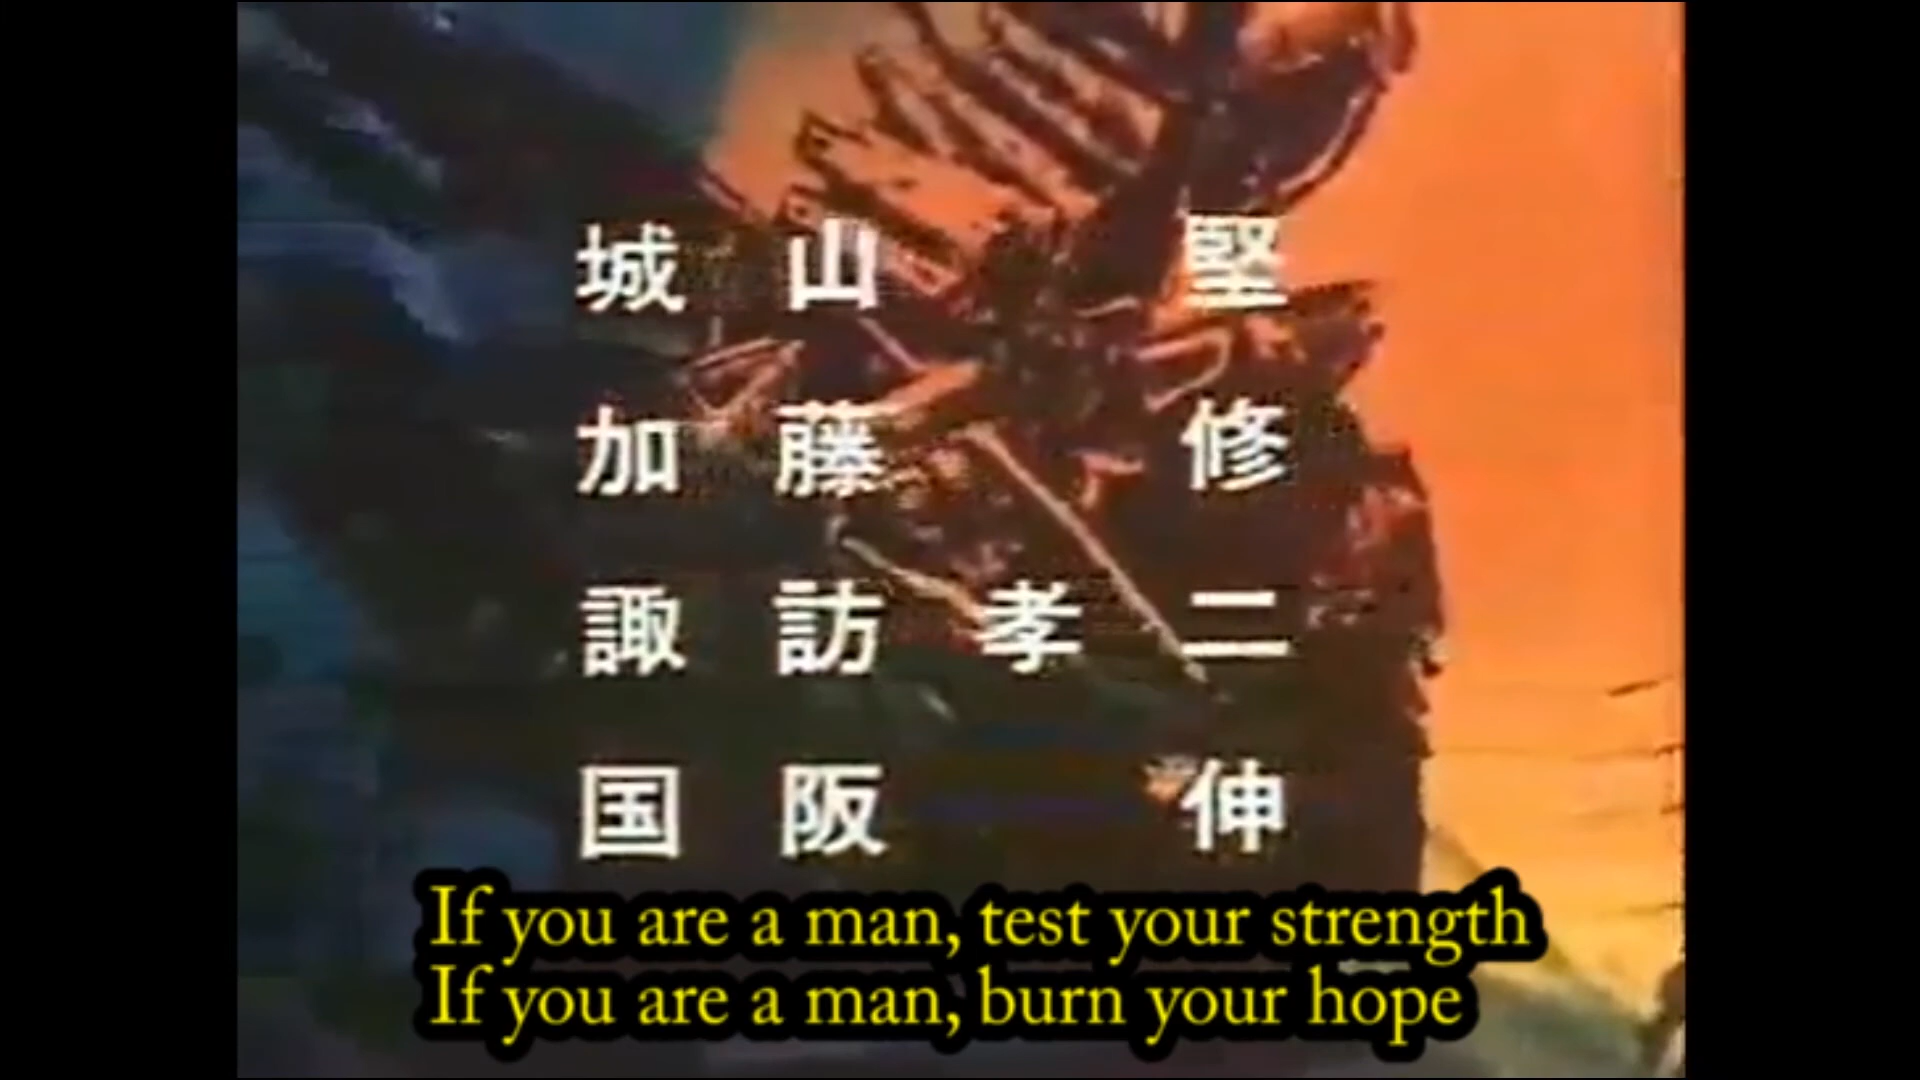 城山 堅
加藤 修
諏訪孝二
国阪 伸
If you are a man, test your strength
If you are a man, burn your hope